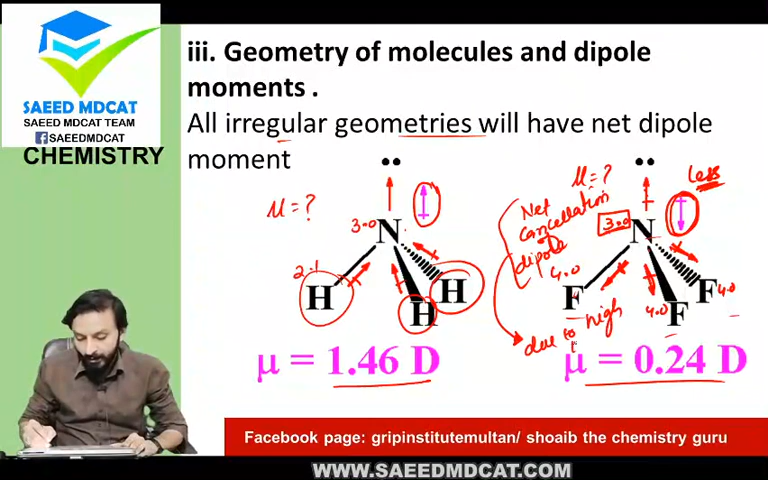 iii. Geometry of molecules and dipole
moments .
All irregular geometries will have net dipole
moment
SAEED MDCAT
SAEED MDCAT TEAM
SAEEDMDCAT
CHEMISTRY
μ = ?
3.0
N
2.1
H
H
H
μ = 1.46 D
μ = ?
Less
Net
cancellation
dipole
3.0
N
4.0
F
F
4.0
F
4.0
due to high
μ = 0.24 D
Facebook page: gripinstitutemultan/ shoaib the chemistry guru
WWW.SAEEDMDCAT.COM